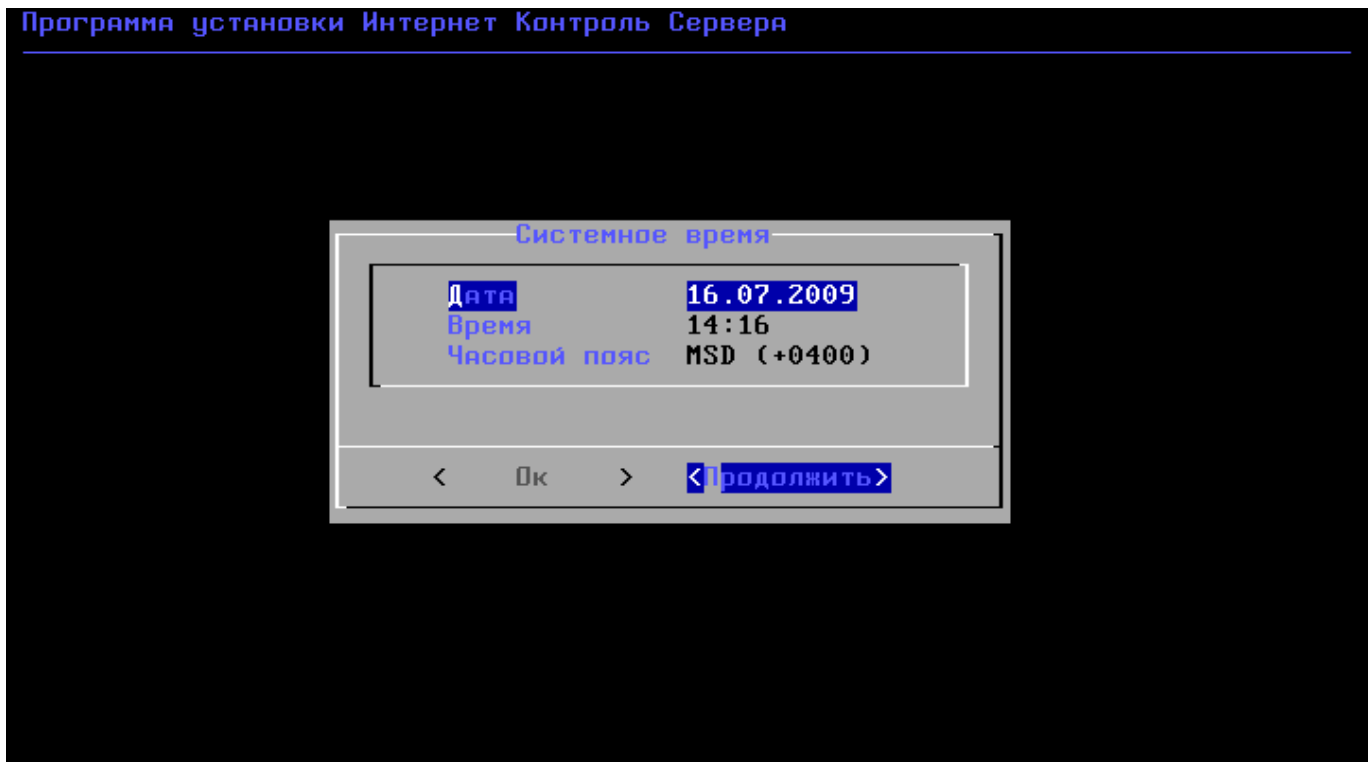 Программа установки Интернет Контроль Сервера
Системное время
Дата 16.07.2009
Время 14:16
Часовой пояс MSD (+0400)
< Ок > <Продолжить>